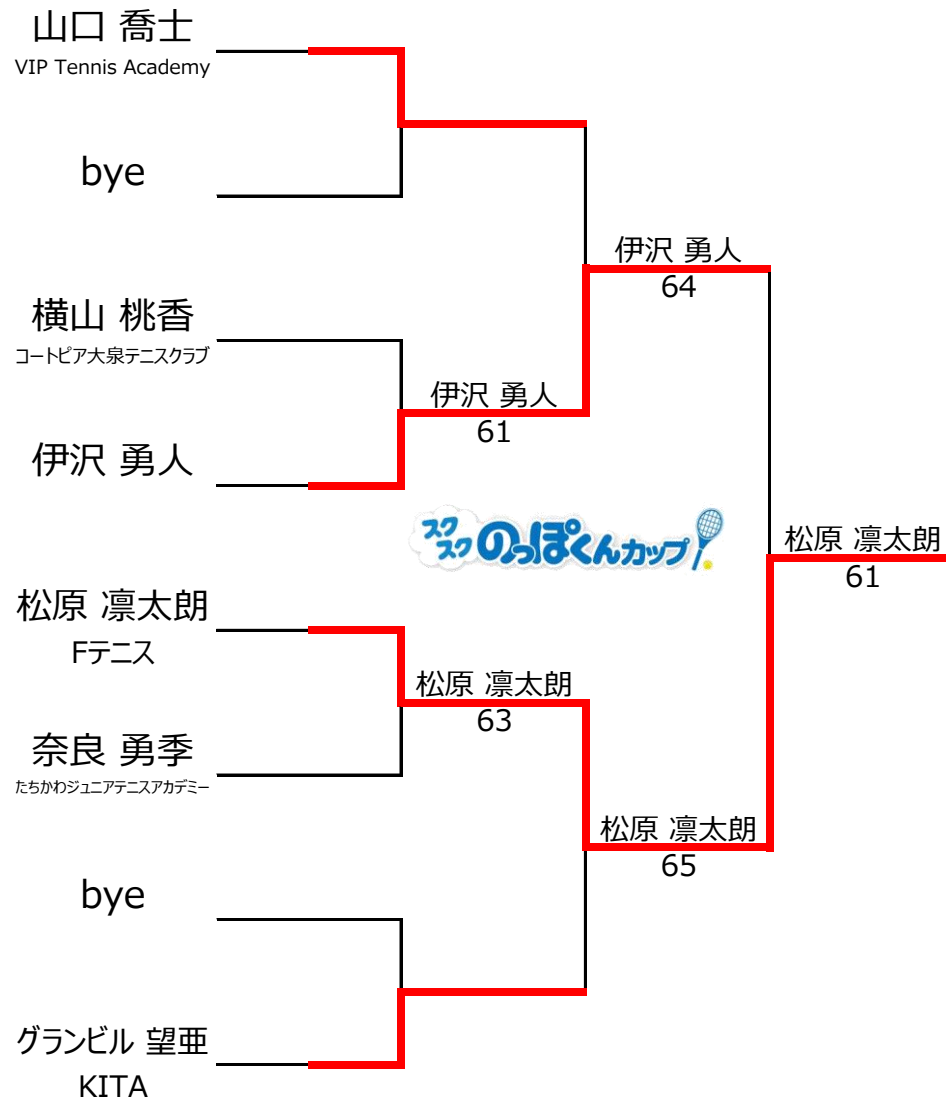 山口 喬士
VIP Tennis Academy
bye
横山 桃香
コートピア大泉テニスクラブ
伊沢 勇人
松原 凛太朗
Fテニス
奈良 勇季
たちかわジュニアテニスアカデミー
bye
グランビル 望亜
KITA
伊沢 勇人
61
松原 凛太朗
63
伊沢 勇人
64
松原 凛太朗
65
スクスクのっぽくんカップ
松原 凛太朗
61